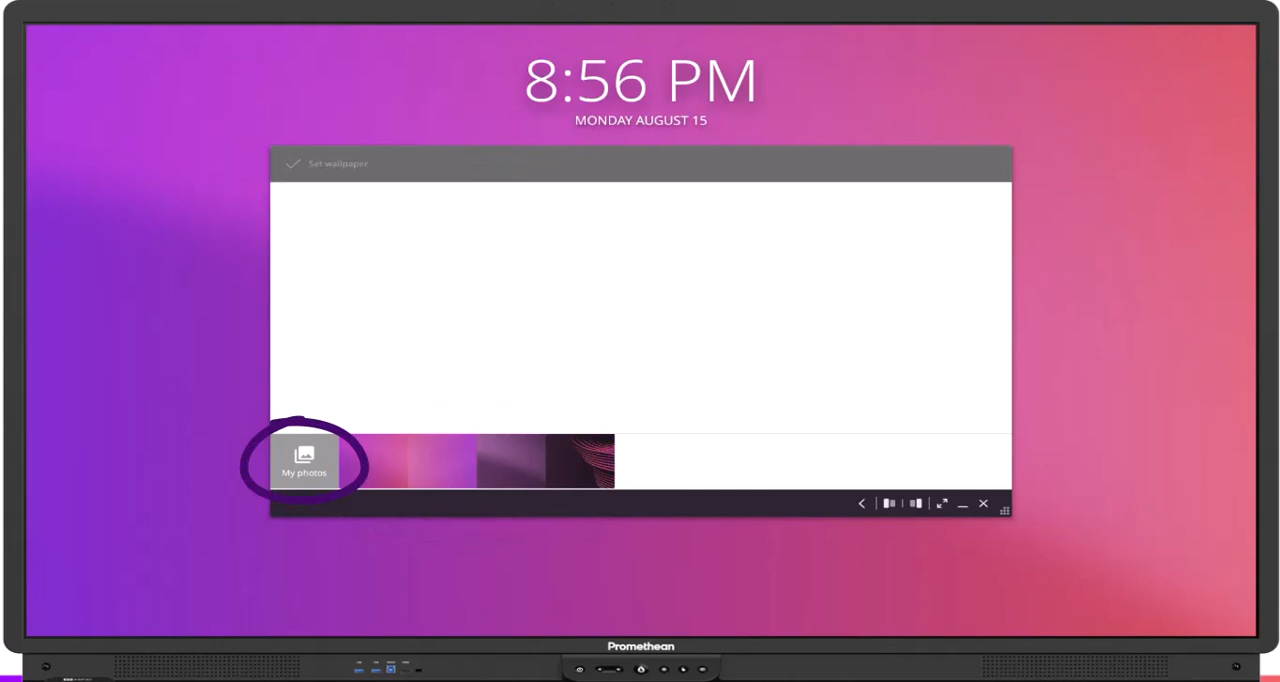 8:56 PM
MONDAY AUGUST 15
Set wallpaper
My photos
Promethean